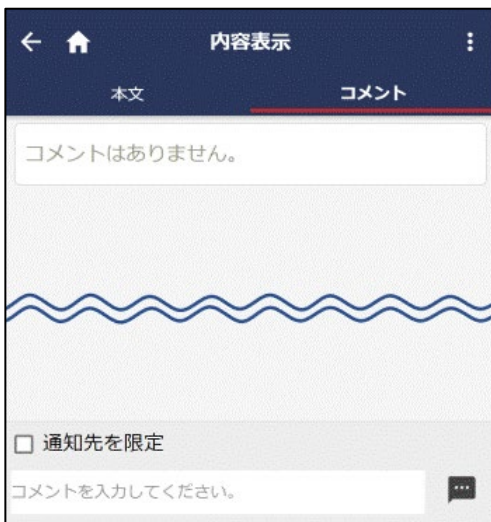 内容表示
本文 コメント
コメントはありません。
通知先を限定
コメントを入力してください。